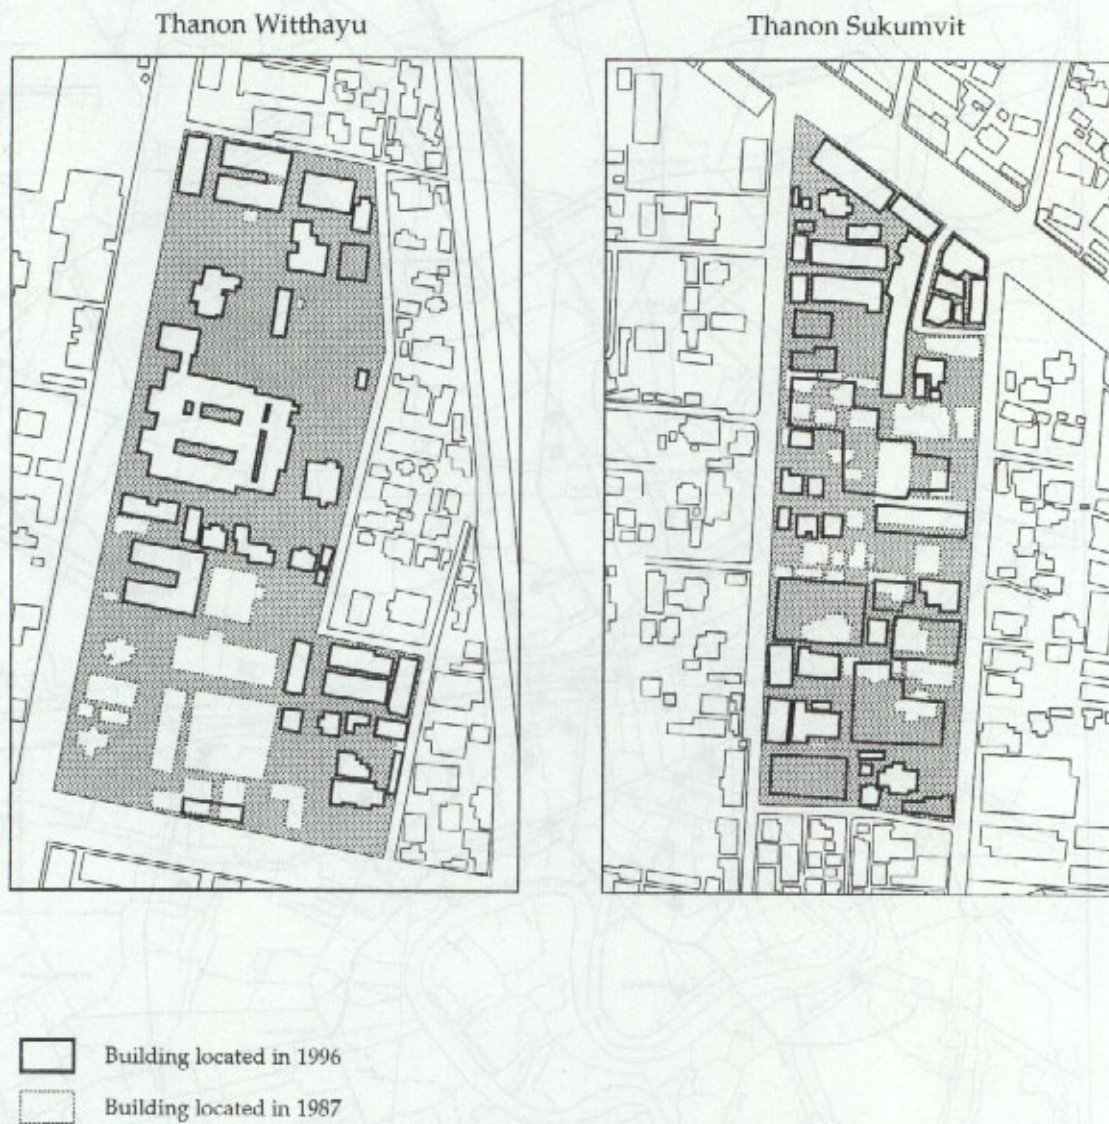 Thanon Witthayu
Thanon Sukumvit
Building located in 1996
Building located in 1987